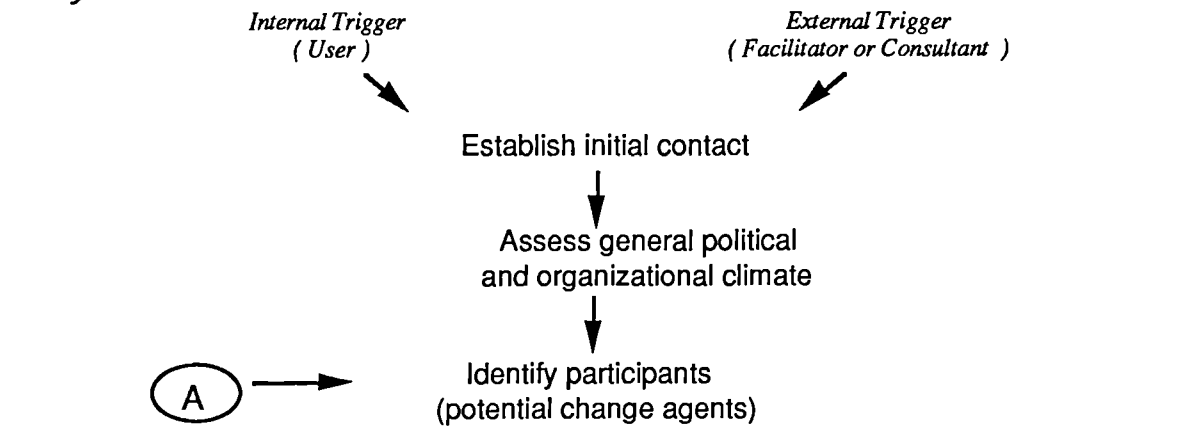 Internal Trigger
( User )
External Trigger
( Facilitator or Consultant )
Establish initial contact
Assess general political
and organizational climate
A
Identify participants
(potential change agents)